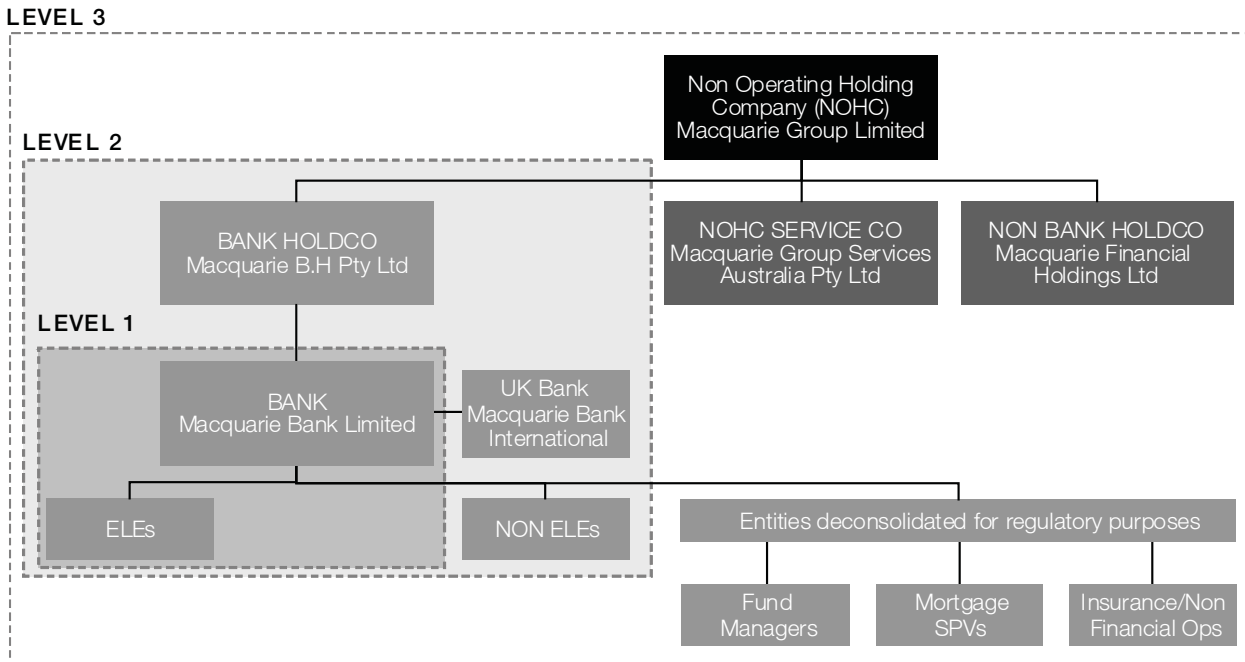 LEVEL 3
Non Operating Holding
Company (NOHC)
Macquarie Group Limited
LEVEL 2
BANK HOLDCO
Macquarie B.H Pty Ltd
NOHC SERVICE CO
Macquarie Group Services
Australia Pty Ltd
NON BANK HOLDCO
Macquarie Financial
Holdings Ltd
LEVEL 1
BANK
Macquarie Bank Limited
UK Bank
Macquarie Bank
International
ELEs
NON ELEs
Entities deconsolidated for regulatory purposes
Fund
Managers
Mortgage
SPVs
Insurance/Non
Financial Ops